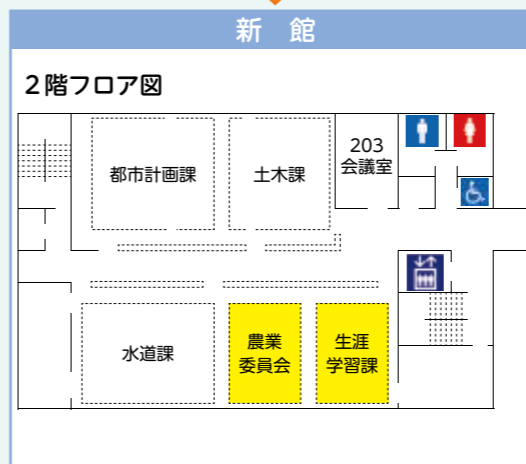 新 館
2階フロア図
都市計画課
土木課
203
会議室
水道課
農業
委員会
生涯
学習課